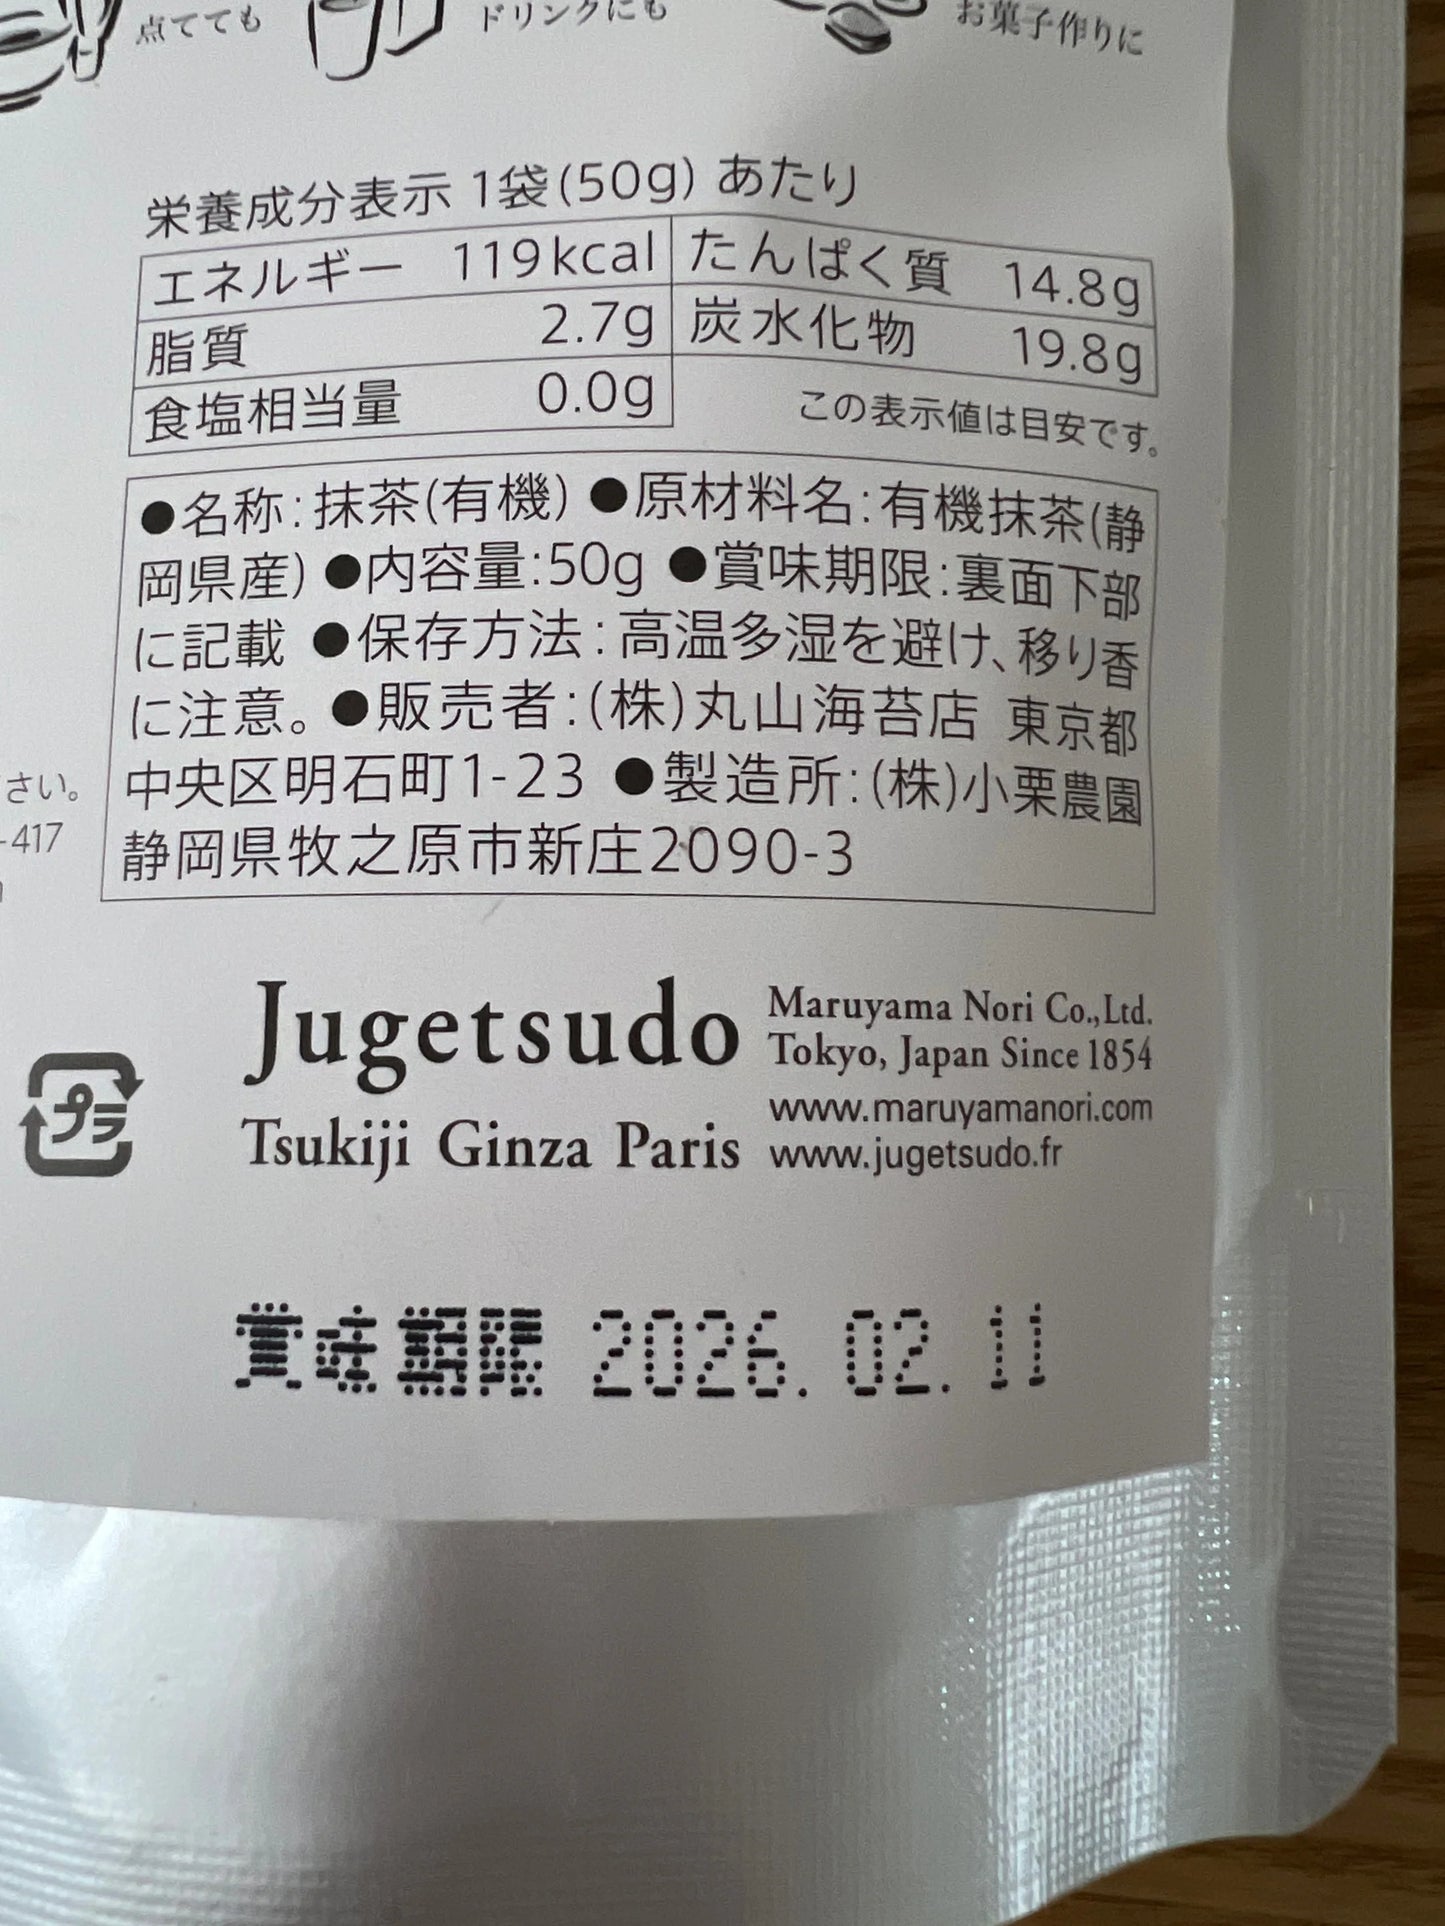 点てても
ドリンクにも
お菓子作りに
栄養成分表示 1袋(50g) あたり
エネルギー 119kcal たんぱく質 14.8g
脂質 2.7g 炭水化物 19.8g
食塩相当量 0.0g
この表示値は目安です。
●名称:抹茶(有機) ●原材料名:有機抹茶(静
岡県産) ●内容量:50g ●賞味期限:裏面下部
に記載 ●保存方法:高温多湿を避け、移り香
に注意。 ●販売者:(株)丸山海苔店 東京都
中央区明石町1-23 ●製造所:(株)小栗農園
静岡県牧之原市新庄2090-3
さい。
-417
Jugetsudo
Tsukiji Ginza Paris
Maruyama Nori Co.,Ltd.
Tokyo, Japan Since 1854
www.maruyamanori.com
www.jugetsudo.fr
プラ
賞味期限 2026.02.11